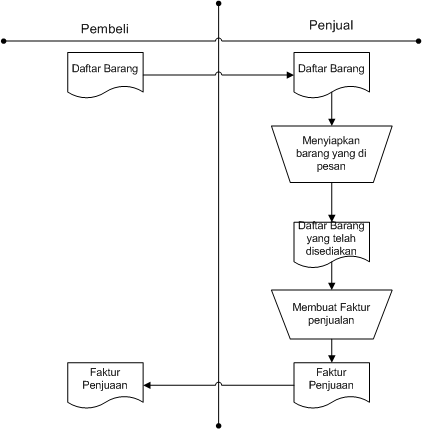 Pembeli
Penjual
Daftar Barang
Daftar Barang
Menyiapkan
barang yang di
pesan
Daftar Barang
yang telah
disediakan
Membuat Faktur
penjualan
Faktur
Penjuaan
Faktur
Penjuaan